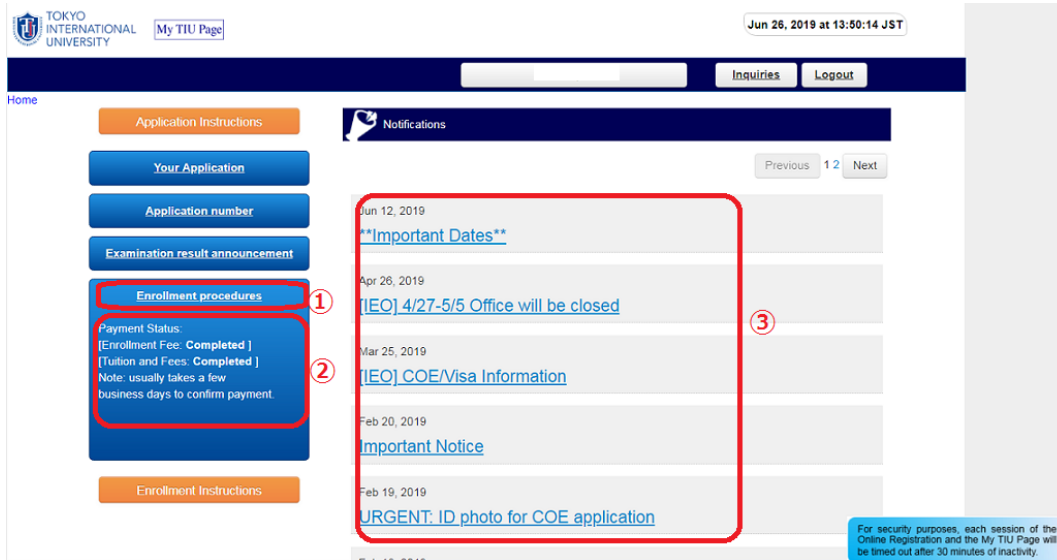 TOKYO
INTERNATIONAL
UNIVERSITY
My TIU Page
Jun 26, 2019 at 13:50:14 JST
Inquiries
Logout
Home
Application Instructions
Your Application
Application number
Examination result announcement
Enrollment procedures
①
Payment Status:
[Enrollment Fee: Completed ]
[Tuition and Fees: Completed ]
Note: usually takes a few
business days to confirm payment.
②
Enrollment Instructions
Notifications
Previous 1 2 Next
Jun 12, 2019
**Important Dates**
Apr 26, 2019
[IEO] 4/27-5/5 Office will be closed
③
Mar 25, 2019
[IEO] COE/Visa Information
Feb 20, 2019
Important Notice
Feb 19, 2019
URGENT: ID photo for COE application
For security purposes, each session of the
Online Registration and the My TIU Page will
be timed out after 30 minutes of inactivity.